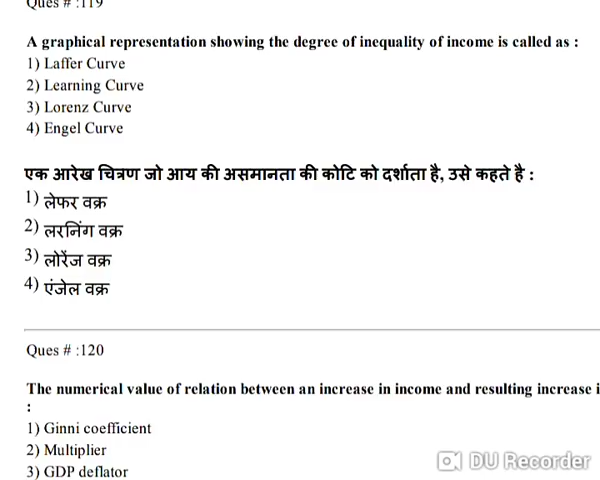 Ques # :119
A graphical representation showing the degree of inequality of income is called as :
1) Laffer Curve
2) Learning Curve
3) Lorenz Curve
4) Engel Curve
एक आरेख चित्रण जो आय की असमानता की कोटि को दर्शाता है, उसे कहते है :
1) लेफर वक्र
2) लरनिंग वक्र
3) लोरेंज वक्र
4) एंजेल वक्र
Ques # :120
The numerical value of relation between an increase in income and resulting increase i
:
1) Ginni coefficient
2) Multiplier
3) GDP deflator
DU Recorder